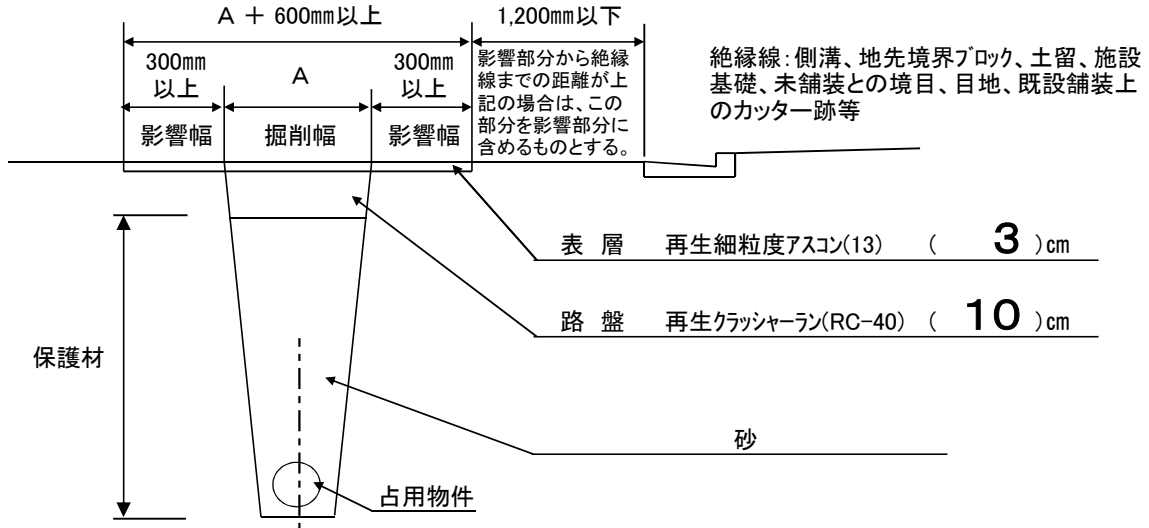 A + 600㎜以上
1,200㎜以下
300㎜
以上
影響幅
A
掘削幅
300㎜
以上
影響幅
影響部分から絶縁
線までの距離が上
記の場合は、この
部分を影響部分に
含めるものとする。
絶縁線：側溝、地先境界ブロック、土留、施設
基礎、未舗装との境目、目地、既設舗装上
のカッター跡等
表 層 再生細粒度アスコン(13) ( 3 )㎝
路 盤 再生クラッシャーラン(RC-40) ( 10 )㎝
保護材
砂
占用物件